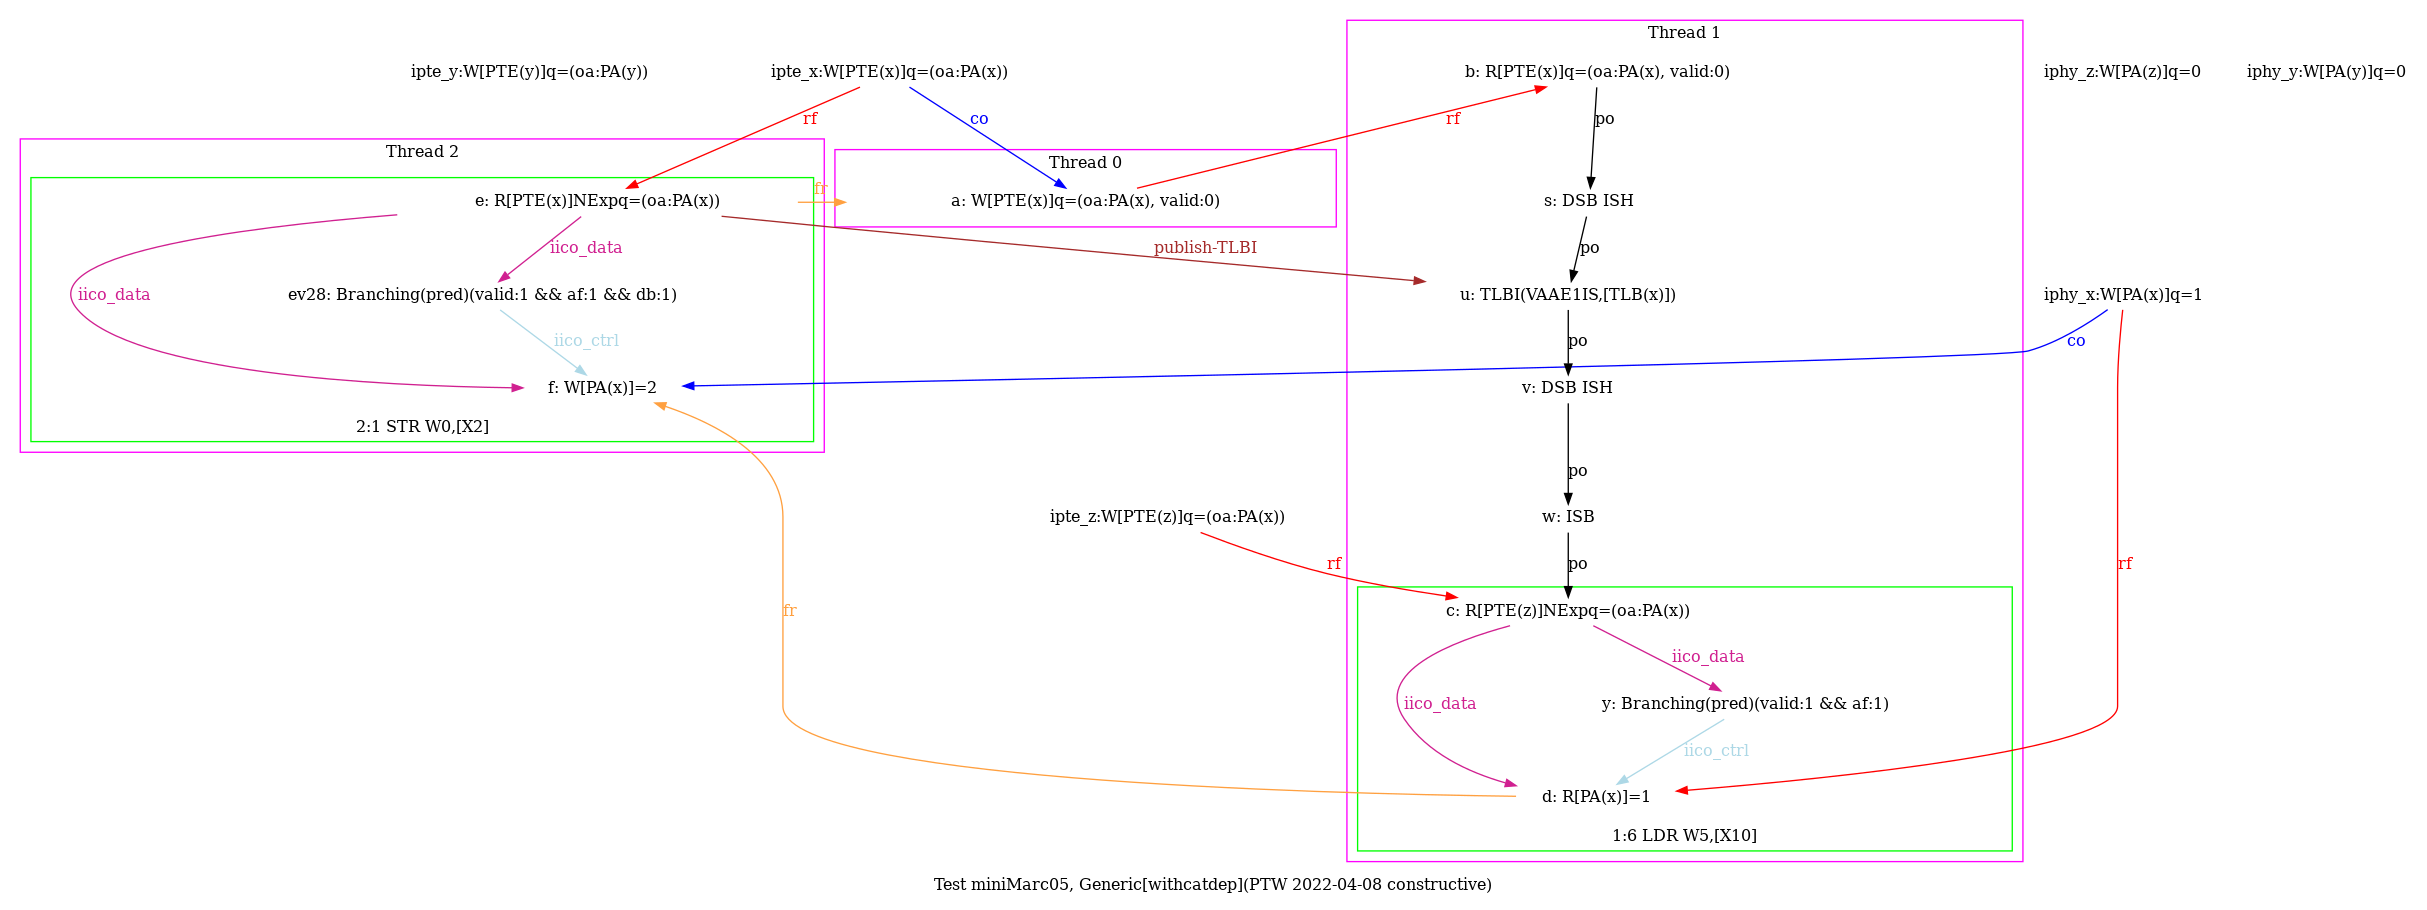 Thread 1
ipte_y:W[PTE(y)]q=(oa:PA(y))
ipte_x:W[PTE(x)]q=(oa:PA(x))
b: R[PTE(x)]q=(oa:PA(x), valid:0)
iphy_z:W[PA(z)]q=0
iphy_y:W[PA(y)]q=0
rf
co
rf
po
Thread 2
Thread 0
fr
e: R[PTE(x)]NExpq=(oa:PA(x))
a: W[PTE(x)]q=(oa:PA(x), valid:0)
s: DSB ISH
iico_data
publish-TLBI
po
iico_data
ev28: Branching(pred)(valid:1 && af:1 && db:1)
u: TLBI(VAAE1IS,[TLB(x)])
iphy_x:W[PA(x)]q=1
iico_ctrl
po
co
f: W[PA(x)]=2
v: DSB ISH
2:1 STR W0,[X2]
po
ipte_z:W[PTE(z)]q=(oa:PA(x))
w: ISB
rf
po
rf
fr
c: R[PTE(z)]NExpq=(oa:PA(x))
iico_data
iico_data
y: Branching(pred)(valid:1 && af:1)
iico_ctrl
d: R[PA(x)]=1
1:6 LDR W5,[X10]
Test miniMarc05, Generic[withcatdep](PTW 2022-04-08 constructive)